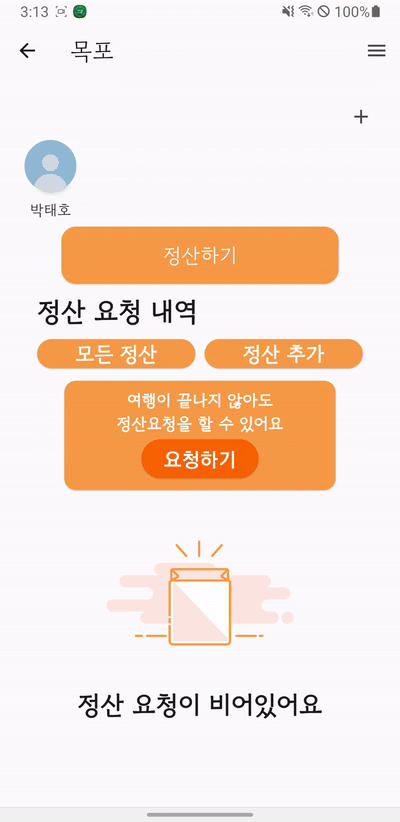 3:13 100%
목포
박태호
정산하기
정산 요청 내역
모든 정산 정산 추가
여행이 끝나지 않아도
정산요청을 할 수 있어요
요청하기
정산 요청이 비어있어요